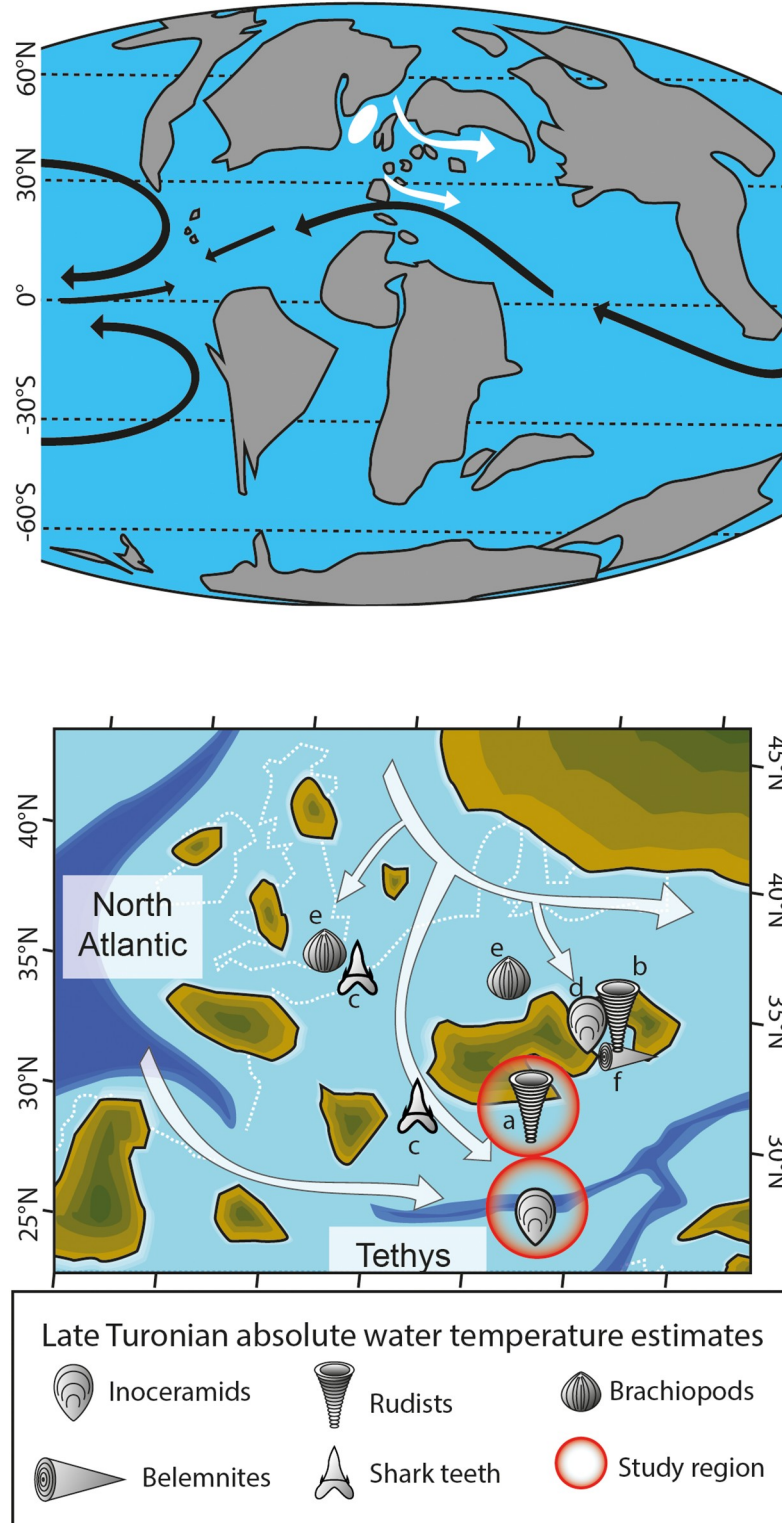 60°N
30°N
0°
-30°S
-60°S
45°N
40°N
40°N
North
Atlantic
e
35°N
c
e
d
b
35°N
f
30°N
a
c
30°N
25°N
Tethys
Late Turonian absolute water temperature estimates
Inoceramids
Rudists
Brachiopods
Belemnites
Shark teeth
Study region